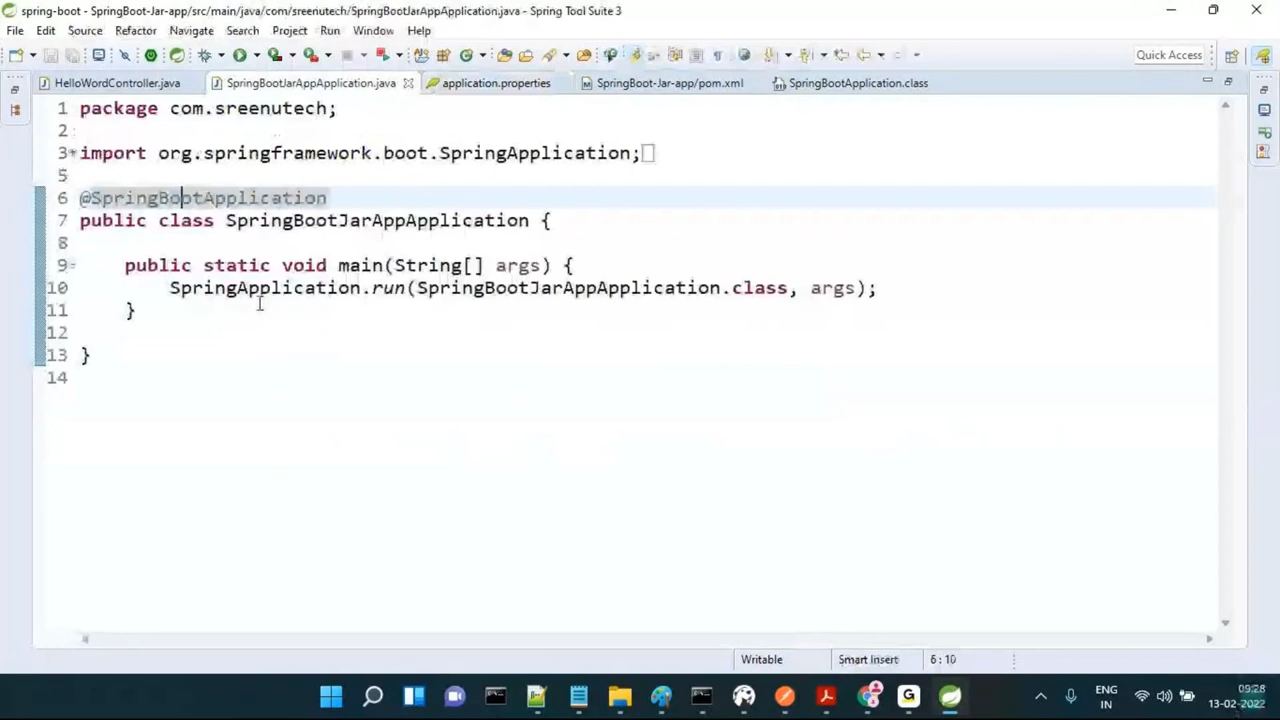 spring-boot - SpringBoot-Jar-app/src/main/java/com/sreenutech/SpringBootJarAppApplication.java - Spring Tool Suite 3
File Edit Source Refactor Navigate Search Project Run Window Help
Quick Access
HelloWordController.java SpringBootJarAppApplication.java application.properties SpringBoot-Jar-app/pom.xml SpringBootApplication.class
1 package com.sreenutech;
2
3 import org.springframework.boot.SpringApplication;
5
6 @SpringBootApplication
7 public class SpringBootJarAppApplication {
8
9 public static void main(String[] args) {
10 SpringApplication.run(SpringBootJarAppApplication.class, args);
11 }
12
13 }
14
Writable Smart Insert 6 : 10
ENG 09:28
IN 13-02-2022